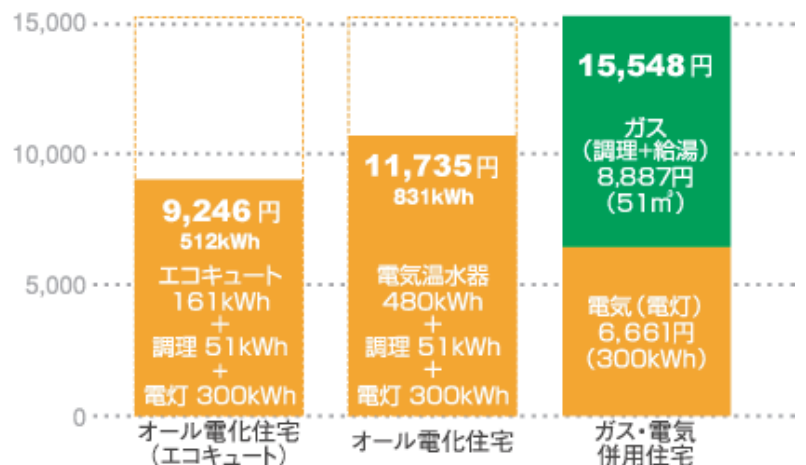 15,000
10,000
5,000
0
9,246円
512kWh
エコキュート
161kWh
+
調理 51kWh
+
電灯 300kWh
オール電化住宅
(エコキュート)
11,735円
831kWh
電気温水器
480kWh
+
調理 51kWh
+
電灯 300kWh
オール電化住宅
15,548円
ガス
(調理+給湯)
8,887円
(51㎥)
電気(電灯)
6,661円
(300kWh)
ガス・電気
併用住宅